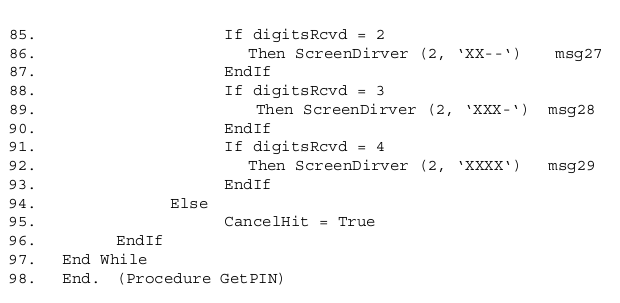 85. If digitsRcvd = 2
86. Then ScreenDirver (2, ‘XX--‘) msg27
87. EndIf
88. If digitsRcvd = 3
89. Then ScreenDirver (2, ‘XXX-‘) msg28
90. EndIf
91. If digitsRcvd = 4
92. Then ScreenDirver (2, ‘XXXX‘) msg29
93. EndIf
94. Else
95. CancelHit = True
96. EndIf
97. End While
98. End. (Procedure GetPIN)